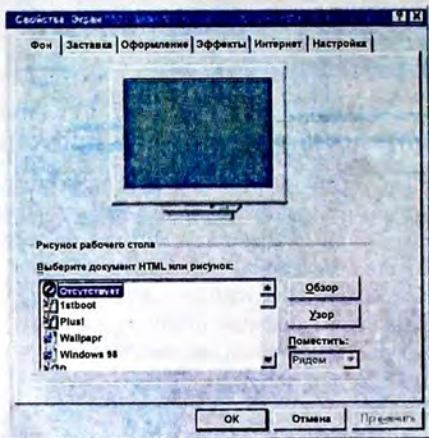 Свойства: Экран
Фон Заставка Оформление Эффекты Интернет Настройка
Рисунок рабочего стола
Выберите документ HTML или рисунок:
Отсутствует
1stboot
Plus!
Wallpapr
Windows 98
Обзор
Узор
Поместить:
Рядом
ОК Отмена Применить